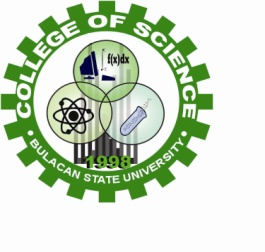 COLLEGE OF SCIENCE
f(x)dx
1998
• BULACAN STATE UNIVERSITY •